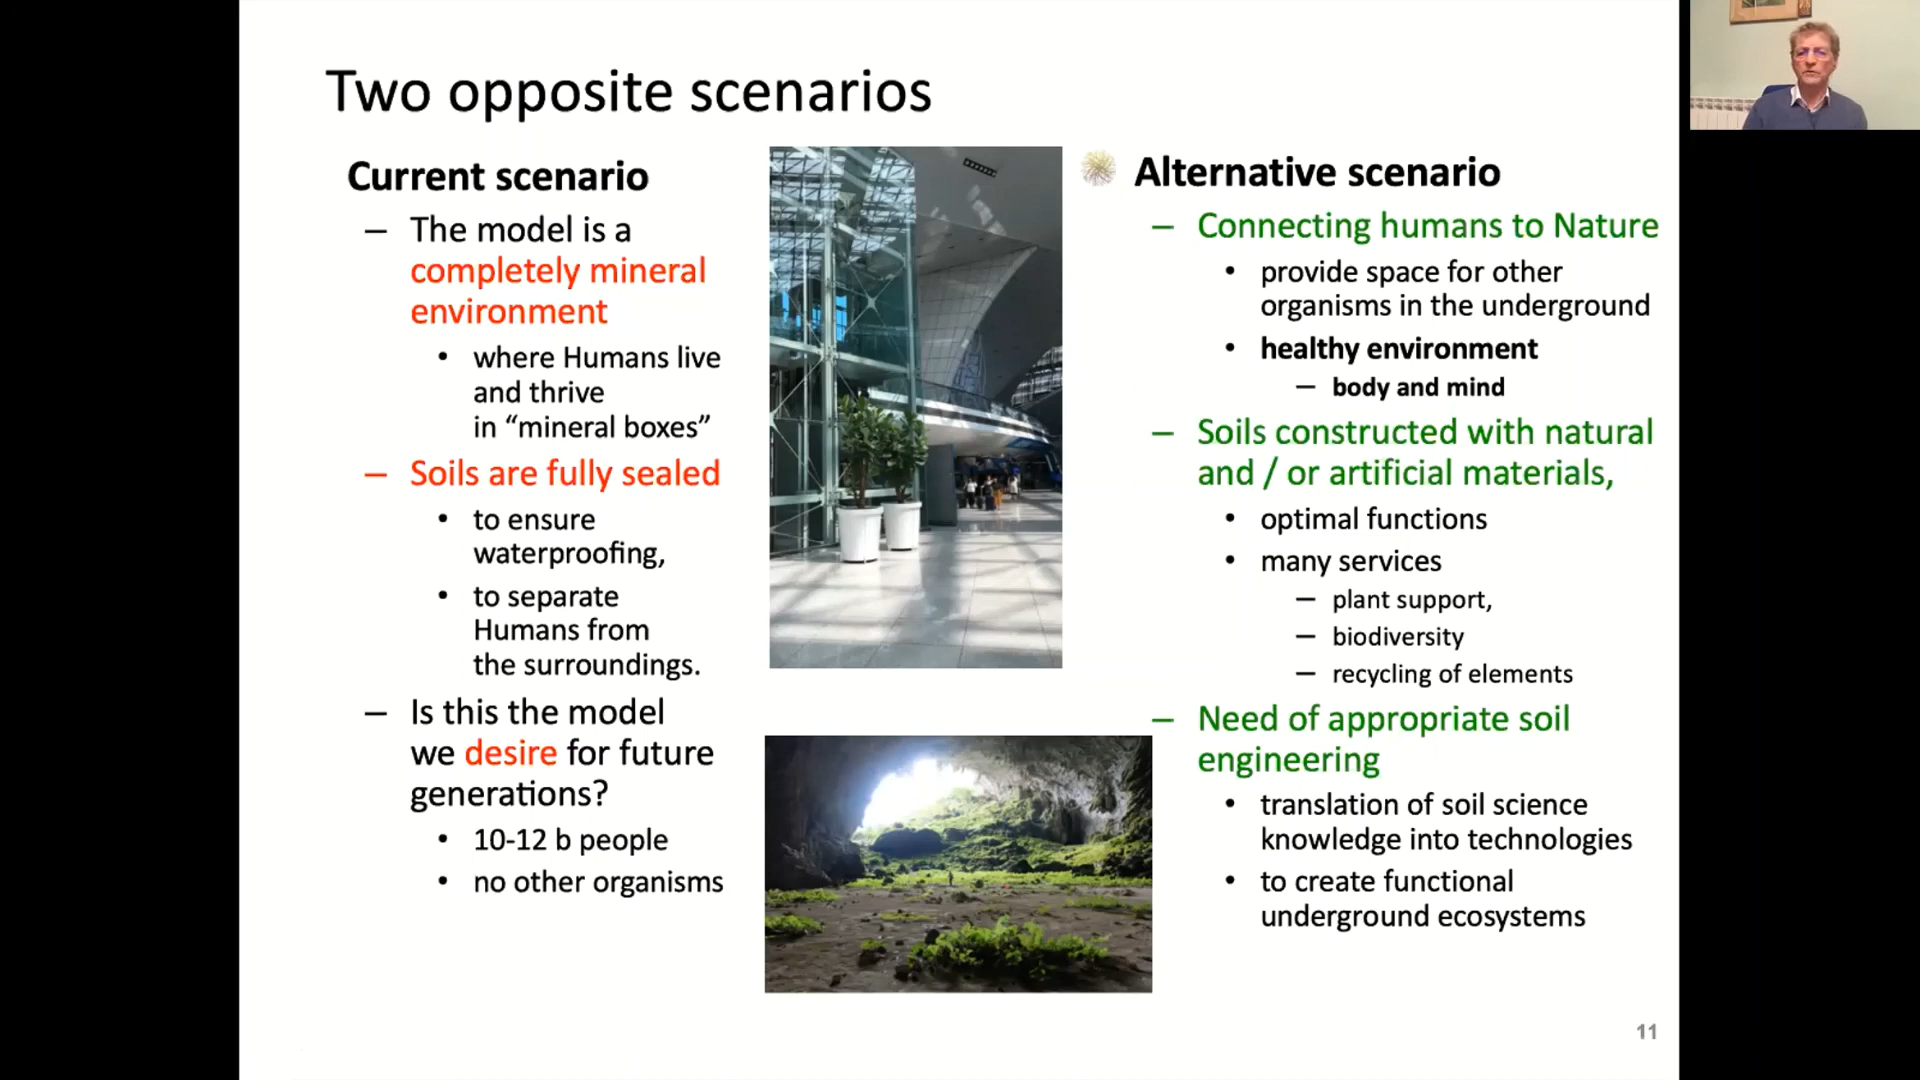 Two opposite scenarios
Current scenario
– The model is a
completely mineral
environment
• where Humans live
and thrive
in “mineral boxes”
– Soils are fully sealed
• to ensure
waterproofing,
• to separate
Humans from
the surroundings.
– Is this the model
we desire for future
generations?
• 10-12 b people
• no other organisms
Alternative scenario
– Connecting humans to Nature
• provide space for other
organisms in the underground
• healthy environment
– body and mind
– Soils constructed with natural
and / or artificial materials,
• optimal functions
• many services
– plant support,
– biodiversity
– recycling of elements
– Need of appropriate soil
engineering
• translation of soil science
knowledge into technologies
• to create functional
underground ecosystems
11